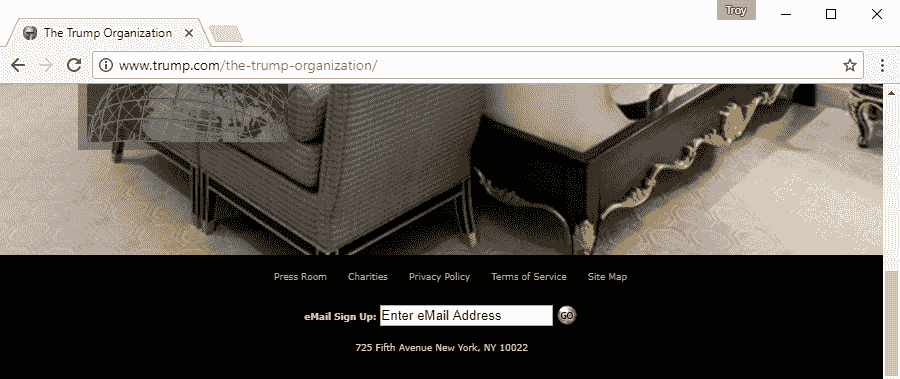 Troy
The Trump Organization
www.trump.com/the-trump-organization/
Press Room Charities Privacy Policy Terms of Service Site Map
eMail Sign Up: Enter eMail Address GO
725 Fifth Avenue New York, NY 10022